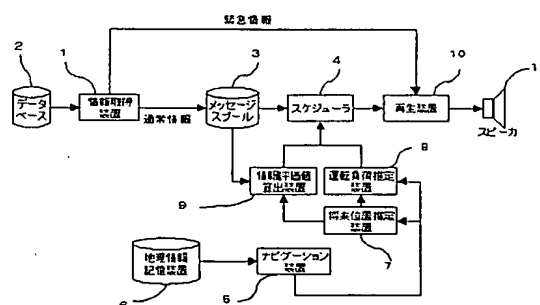 緊急情報
2
1
3
4
10
1
データ
ベース
情報取得
装置
通常情報
メッセージ
スプール
スケジューラ
再生装置
スピーカ
情報評価値
算出装置
運転負荷推定
装置
8
9
将来位置推定
装置
7
地理情報
記憶装置
6
ナビゲーション
装置
5